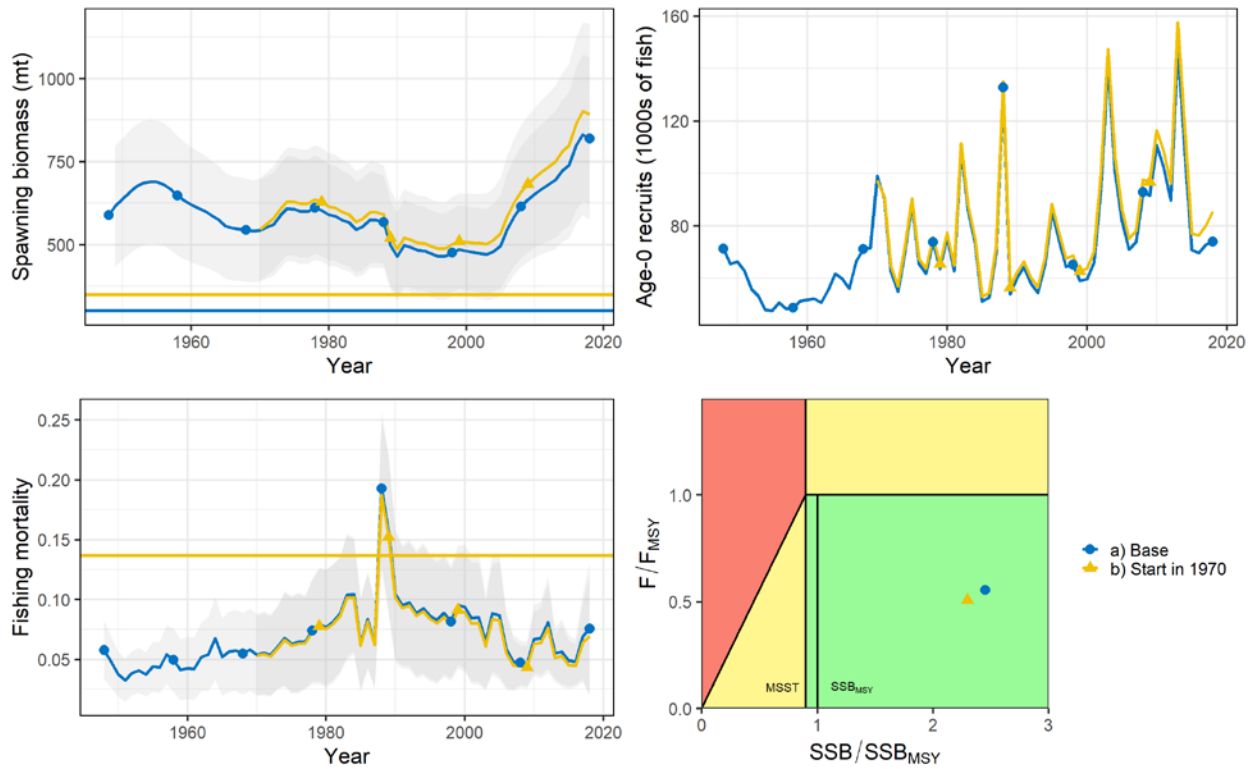 Spawning biomass (mt)
1000
750
500
1960
1980
2000
2020
Year
Age-0 recruits (1000s of fish)
160
120
80
1960
1980
2000
2020
Year
Fishing mortality
0.25
0.20
0.15
0.10
0.05
1960
1980
2000
2020
Year
F/FMSY
1.0
0.5
0.0
MSST
SSBMSY
0
1
2
3
SSB/SSBMSY
a) Base
b) Start in 1970